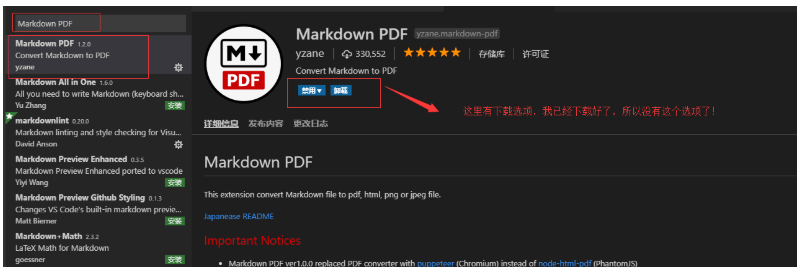 Markdown PDF
Markdown PDF 1.2.0
Convert Markdown to PDF
yzane
Markdown All in One 1.6.0
All you need to write Markdown (keyboard sh...
Yu Zhang 安装
markdownlint 0.20.0
Markdown linting and style checking for Visu...
David Anson
Markdown Preview Enhanced 0.3.5
Markdown Preview Enhanced ported to vscode
Yiyi Wang 安装
Markdown Preview Github Styling 0.1.3
Changes VS Code's built-in markdown previe...
Matt Bierner 安装
Markdown+Math 2.3.2
LaTeX Math for Markdown
goessner 安装
M
PDF
Markdown PDF yzane.markdown-pdf
yzane 330,552 存储库 许可证
Convert Markdown to PDF
禁用 卸载
这里有下载选项，我已经下载好了，所以没有这个选项了！
详细信息 发布内容 更改日志
Markdown PDF
This extension convert Markdown file to pdf, html, png or jpeg file.
Japanease README
Important Notices
• Markdown PDF ver1.0.0 replaced PDF converter with puppeteer (Chromium) instead of node-html-pdf (PhantomJS)